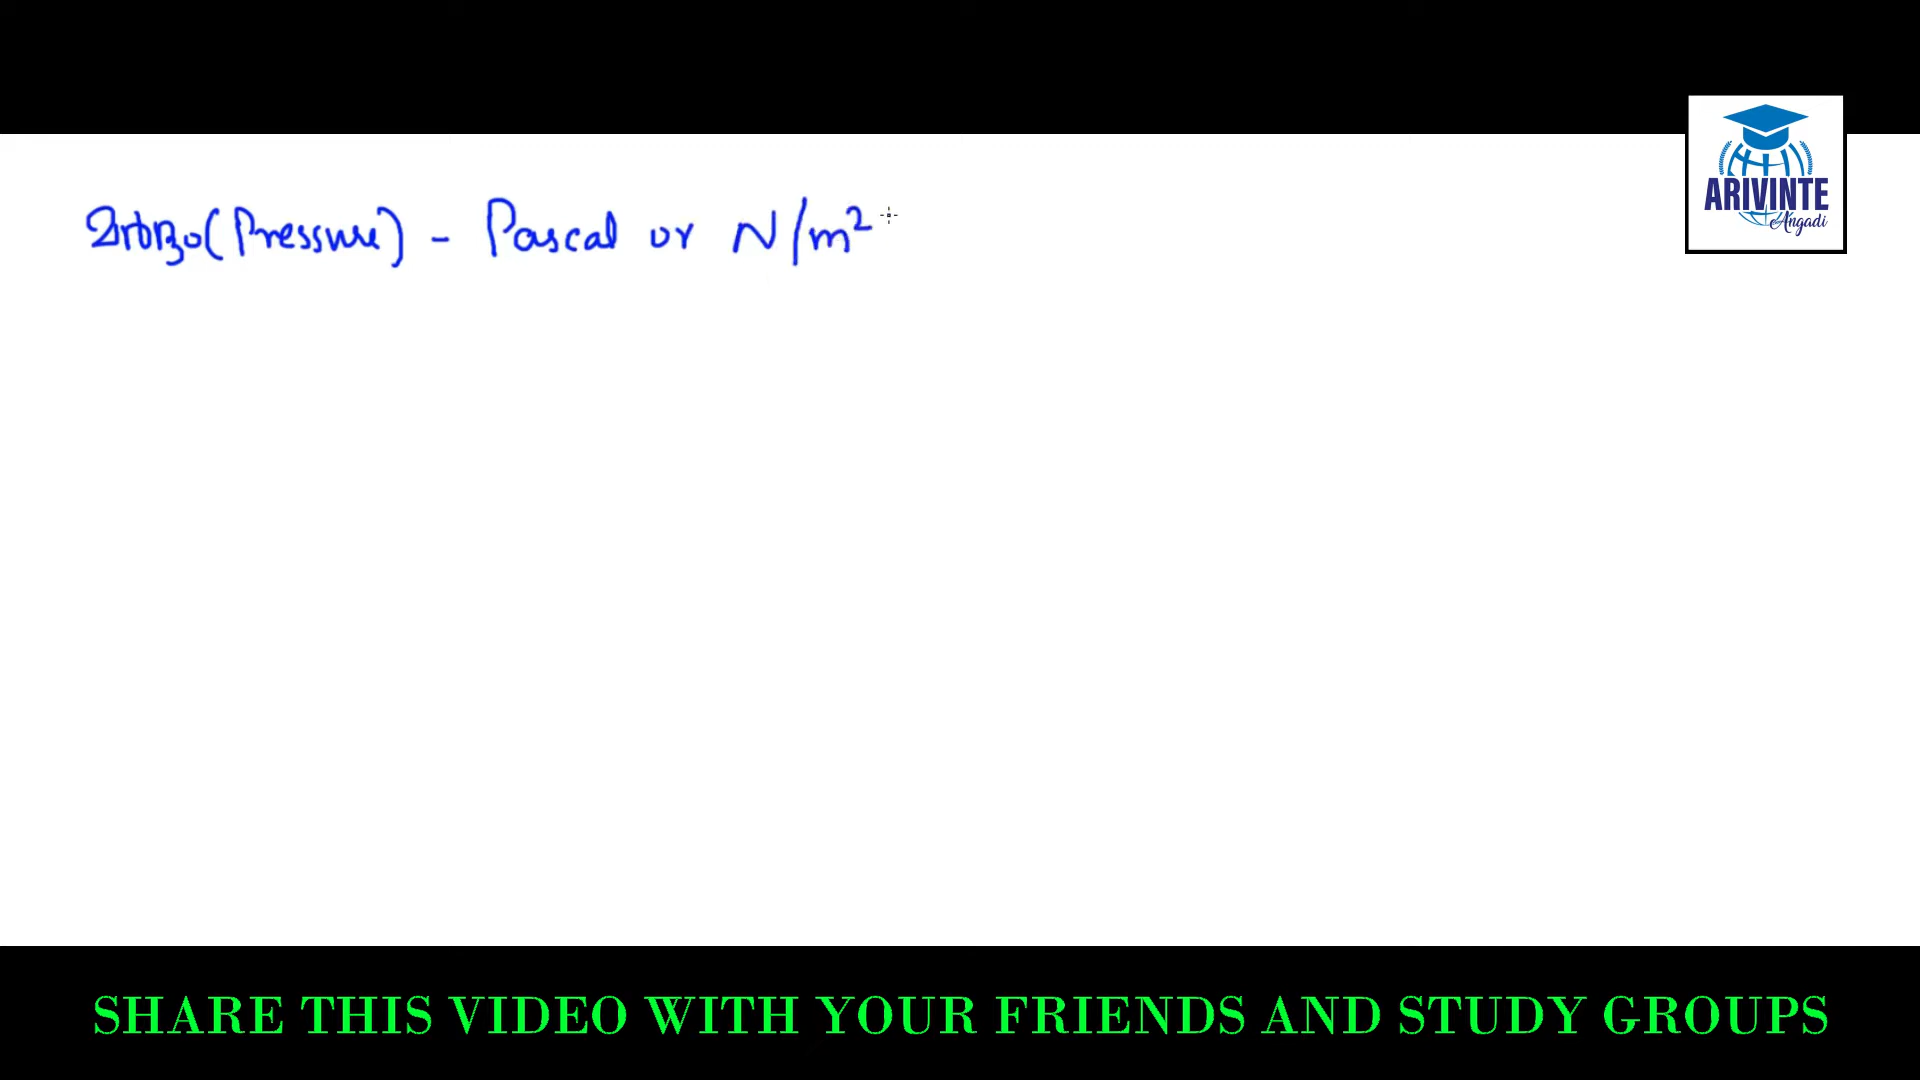 മർദ്ദം (Pressure) - Pascal or N/m²
ARIVINTE
Angadi
SHARE THIS VIDEO WITH YOUR FRIENDS AND STUDY GROUPS